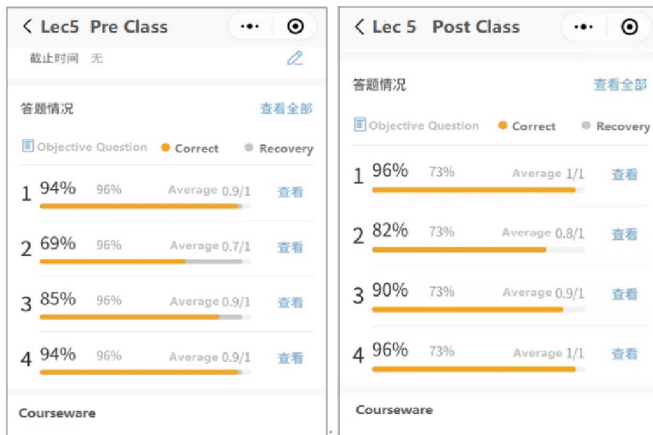 Lec5 Pre Class
截止时间 无
答题情况 查看全部
Objective Question Correct Recovery
1 94% 96% Average 0.9/1 查看
2 69% 96% Average 0.7/1 查看
3 85% 96% Average 0.9/1 查看
4 94% 96% Average 0.9/1 查看
Courseware
Lec 5 Post Class
答题情况 查看全部
Objective Question Correct Recovery
1 96% 73% Average 1/1 查看
2 82% 73% Average 0.8/1 查看
3 90% 73% Average 0.9/1 查看
4 96% 73% Average 1/1 查看
Courseware